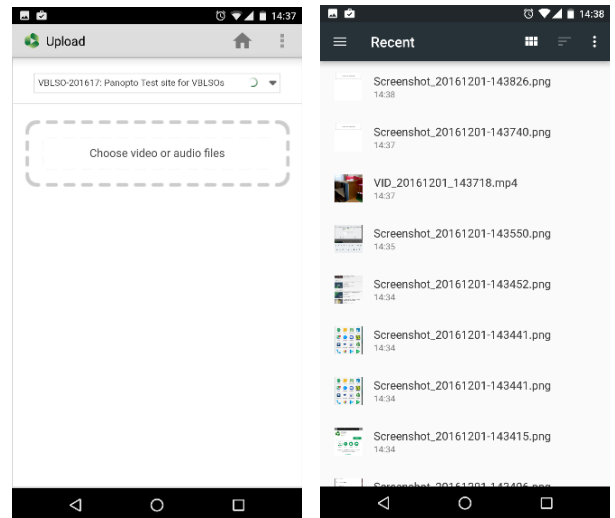 14:37
Upload
VBLSO-201617: Panopto Test site for VBLSOs
Choose video or audio files
14:38
Recent
Screenshot_20161201-143826.png
14:38
Screenshot_20161201-143740.png
14:37
VID_20161201_143718.mp4
14:37
Screenshot_20161201-143550.png
14:35
Screenshot_20161201-143452.png
14:34
Screenshot_20161201-143441.png
14:34
Screenshot_20161201-143441.png
14:34
Screenshot_20161201-143415.png
14:34